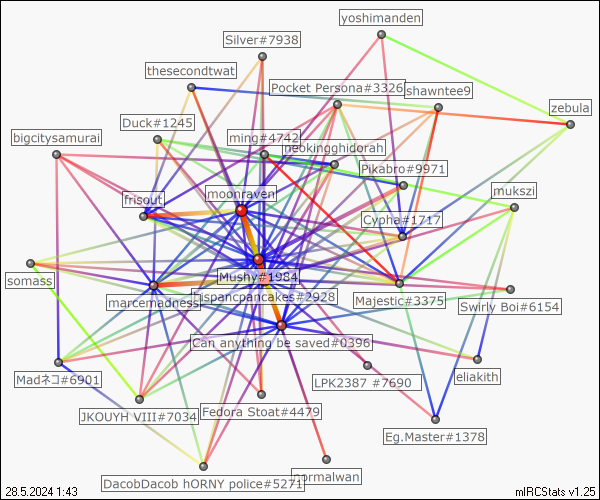 yoshimanden
Silver#7938
thesecondtwat
Pocket Persona#3326
shawntee9
zebula
Duck#1245
ming#4742
bigcitysamurai
neokingghidorah
Pikabro#9971
moonraven
mukszi
frisout
Cypha#1717
Mushy#1984
somass
marcemadness
pancpancakes#2928
Majestic#3375
Swirly Boi#6154
Can anything be saved#0396
Madネコ#6901
LPK2387 #7690
eliakith
JKOUYH VIII#7034
Fedora Stoat#4479
Eg.Master#1378
DacobDacob hORNY police#5271
normalwan
28.5.2024 1:43
mIRCStats v1.25